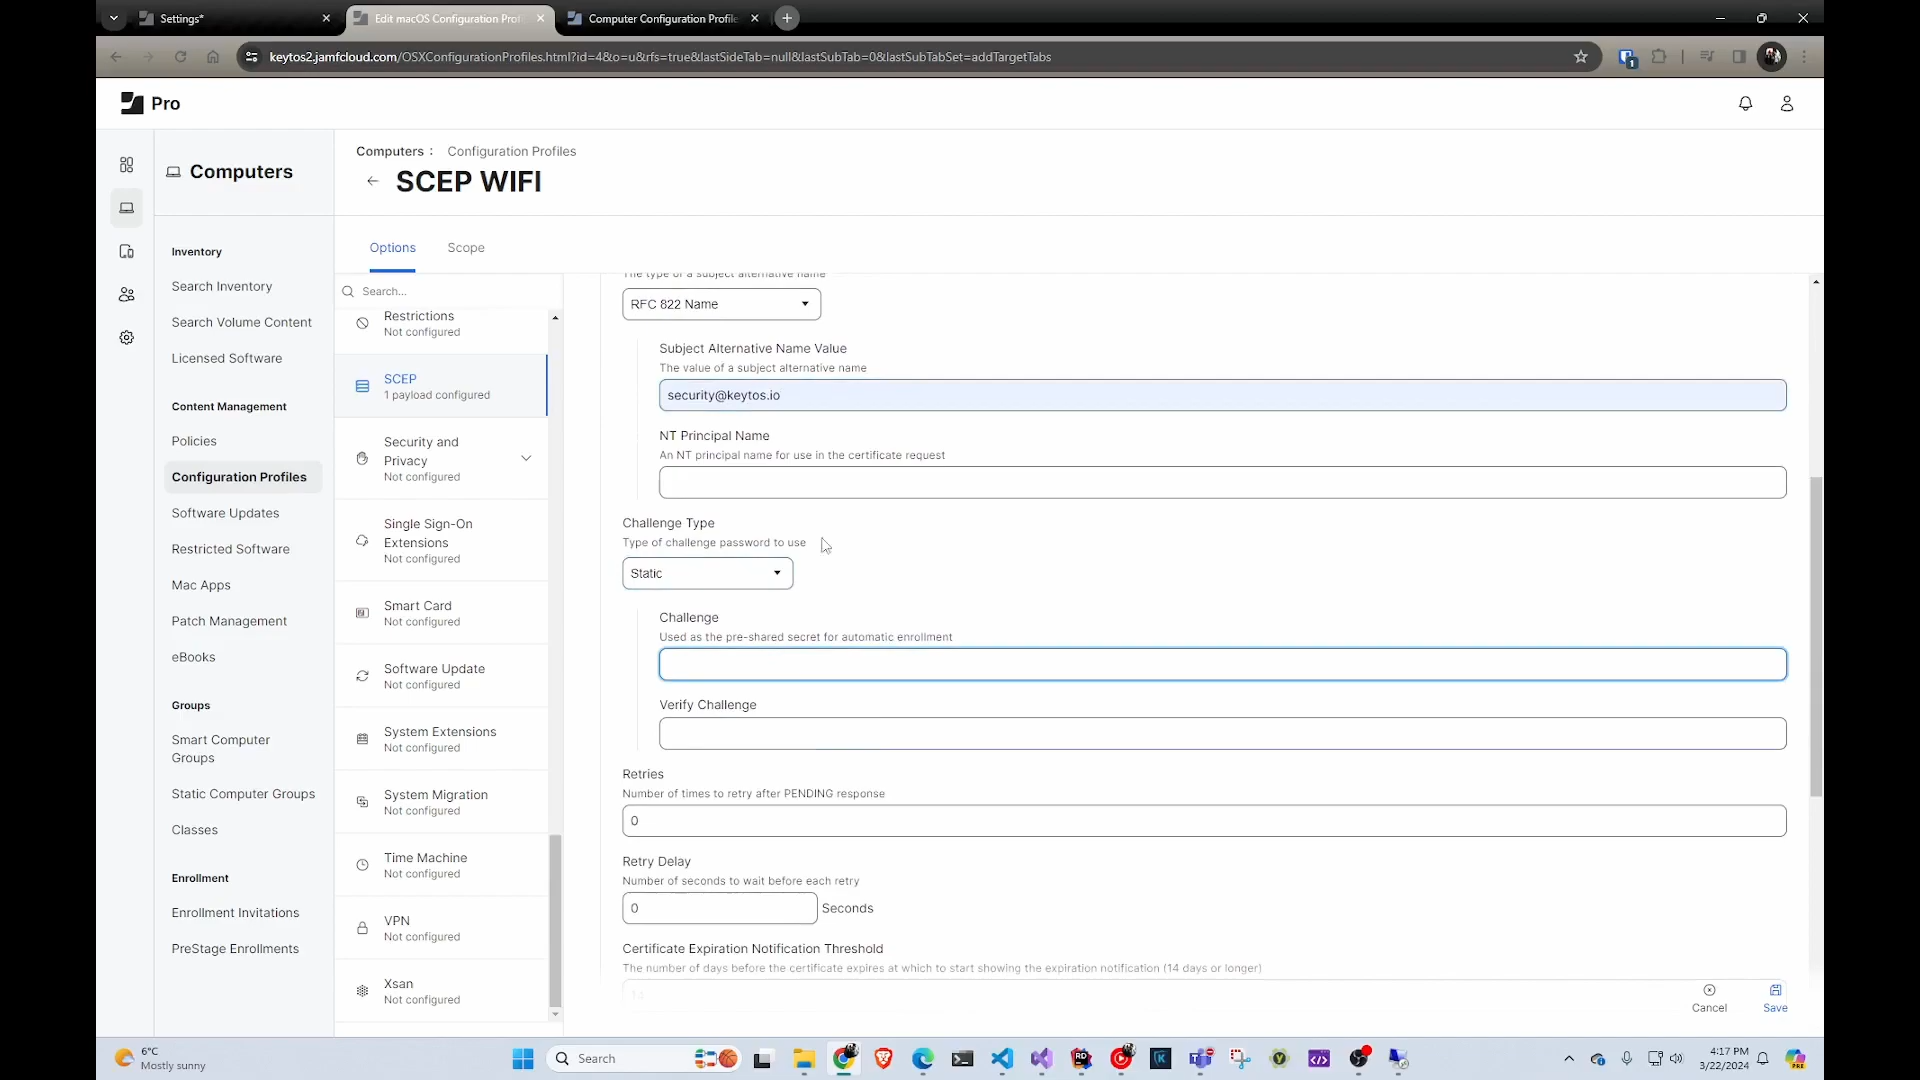 Settings*
Edit macOS Configuration Prof
Computer Configuration Profile
keytos2.jamfcloud.com/OSXConfigurationProfiles.html?id=4&o=u&rfs=true&lastSideTab=null&lastSubTab=0&lastSubTabSet=addTargetTabs
1
Pro
Computers
Computers : Configuration Profiles
SCEP WIFI
Options
Scope
Inventory
Search Inventory
Search Volume Content
Licensed Software
Content Management
Policies
Configuration Profiles
Software Updates
Restricted Software
Mac Apps
Patch Management
eBooks
Groups
Smart Computer
Groups
Static Computer Groups
Classes
Enrollment
Enrollment Invitations
PreStage Enrollments
Search...
Restrictions
Not configured
SCEP
1 payload configured
Security and
Privacy
Not configured
Single Sign-On
Extensions
Not configured
Smart Card
Not configured
Software Update
Not configured
System Extensions
Not configured
System Migration
Not configured
Time Machine
Not configured
VPN
Not configured
Xsan
Not configured
The type of a subject alternative name
RFC 822 Name
Subject Alternative Name Value
The value of a subject alternative name
security@keytos.io
NT Principal Name
An NT principal name for use in the certificate request
Challenge Type
Type of challenge password to use
Static
Challenge
Used as the pre-shared secret for automatic enrollment
Verify Challenge
Retries
Number of times to retry after PENDING response
0
Retry Delay
Number of seconds to wait before each retry
0
Seconds
Certificate Expiration Notification Threshold
The number of days before the certificate expires at which to start showing the expiration notification (14 days or longer)
14
Cancel
Save
6°C
Mostly sunny
Search
4:17 PM
3/22/2024